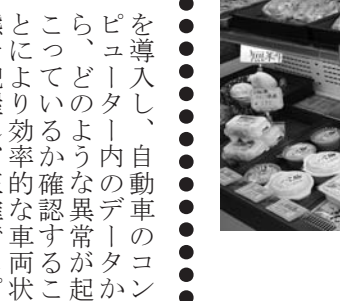 を導入し、自動車のコン
ピューター内のデータか
ら、どのような異常が起
こっているか確認するこ
とにより効率的な車両状